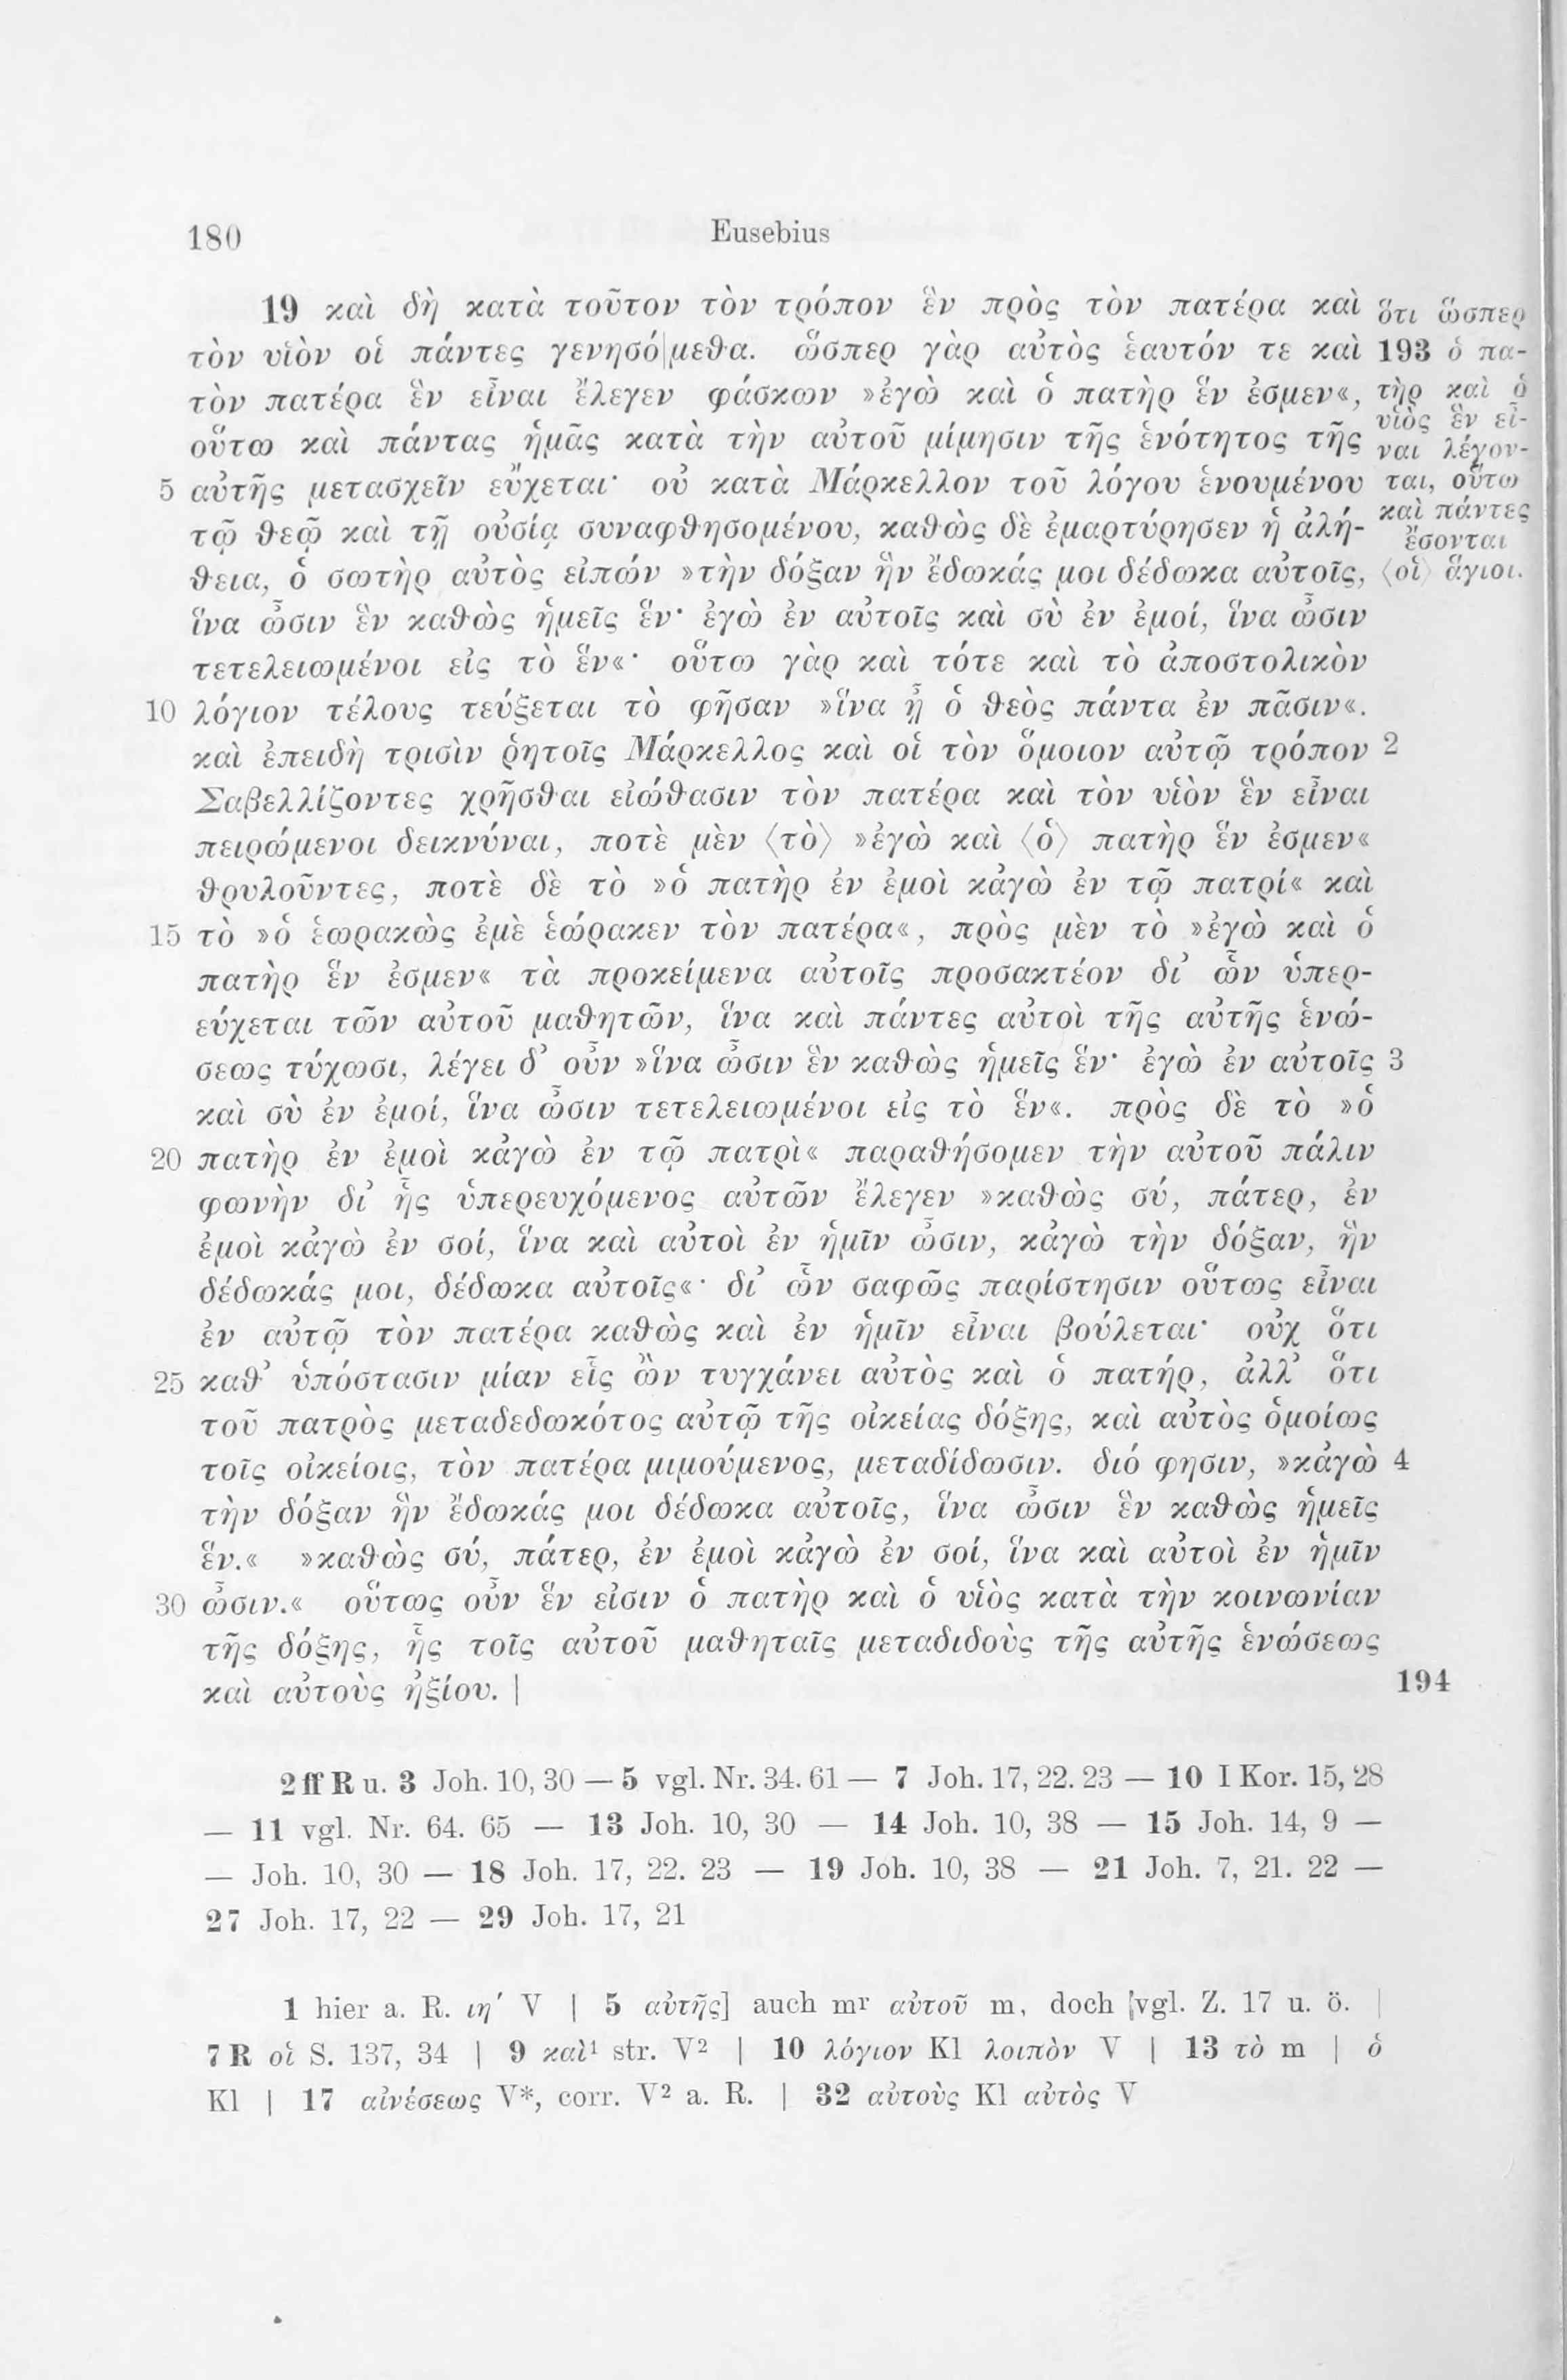 180 Eusebius
19 καὶ δὴ κατὰ τοῦτον τὸν τρόπον ἓν πρὸς τὸν πατέρα καὶ ὅτι ὥσπερ
τὸν υἱὸν οἱ πάντες γενησό|μεθα. ὥσπερ γὰρ αὐτὸς ἑαυτόν τε καὶ 193 ὁ πα-
τὸν πατέρα ἓν εἶναι ἔλεγεν φάσκων »ἐγὼ καὶ ὁ πατὴρ ἕν ἐσμεν«, τὴρ καὶ ὁ
υἱὸς ἓν εἶ-
οὕτω καὶ πάντας ἡμᾶς κατὰ τὴν αὐτοῦ μίμησιν τῆς ἑνότητος τῆς ναι λέγον-
5 αὐτῆς μετασχεῖν εὔχεται· οὐ κατὰ Μάρκελλον τοῦ λόγου ἑνουμένου ται, οὕτω
καὶ πάντες
τῷ θεῷ καὶ τῇ οὐσίᾳ συναφθησομένου, καθὼς δὲ ἐμαρτύρησεν ἡ ἀλή- ἔσονται
θεια, ὁ σωτὴρ αὐτὸς εἰπών »τὴν δόξαν ἣν ἔδωκάς μοι δέδωκα αὐτοῖς, ⟨οἱ⟩ ἅγιοι.
ἵνα ὦσιν ἓν καθὼς ἡμεῖς ἕν· ἐγὼ ἐν αὐτοῖς καὶ σὺ ἐν ἐμοί, ἵνα ὦσιν
τετελειωμένοι εἰς τὸ ἕν«· οὕτω γὰρ καὶ τότε καὶ τὸ ἀποστολικὸν
10 λόγιον τέλους τεύξεται τὸ φῆσαν »ἵνα ᾖ ὁ θεὸς πάντα ἐν πᾶσιν«.
καὶ ἐπειδὴ τρισὶν ῥητοῖς Μάρκελλος καὶ οἱ τὸν ὅμοιον αὐτῷ τρόπον 2
Σαβελλίζοντες χρῆσθαι εἰώθασιν τὸν πατέρα καὶ τὸν υἱὸν ἓν εἶναι
πειρώμενοι δεικνύναι, ποτὲ μὲν ⟨τὸ⟩ »ἐγὼ καὶ ⟨ὁ⟩ πατὴρ ἕν ἐσμεν«
θρυλοῦντες, ποτὲ δὲ τὸ »ὁ πατὴρ ἐν ἐμοὶ κἀγὼ ἐν τῷ πατρί« καὶ
15 τὸ »ὁ ἑωρακὼς ἐμὲ ἑώρακεν τὸν πατέρα«, πρὸς μὲν τὸ »ἐγὼ καὶ ὁ
πατὴρ ἕν ἐσμεν« τὰ προκείμενα αὐτοῖς προσακτέον δι’ ὧν ὑπερ-
εύχεται τῶν αὐτοῦ μαθητῶν, ἵνα καὶ πάντες αὐτοὶ τῆς αὐτῆς ἑνώ-
σεως τύχωσι, λέγει δ’ οὖν »ἵνα ὦσιν ἓν καθὼς ἡμεῖς ἕν· ἐγὼ ἐν αὐτοῖς 3
καὶ σὺ ἐν ἐμοί, ἵνα ὦσιν τετελειωμένοι εἰς τὸ ἕν«. πρὸς δὲ τὸ »ὁ
20 πατὴρ ἐν ἐμοὶ κἀγὼ ἐν τῷ πατρὶ« παραθήσομεν τὴν αὐτοῦ πάλιν
φωνὴν δι’ ἧς ὑπερευχόμενος αὐτῶν ἔλεγεν »καθὼς σύ, πάτερ, ἐν
ἐμοὶ κἀγὼ ἐν σοί, ἵνα καὶ αὐτοὶ ἐν ἡμῖν ὦσιν, κἀγὼ τὴν δόξαν, ἣν
δέδωκάς μοι, δέδωκα αὐτοῖς«· δι’ ὧν σαφῶς παρίστησιν οὕτως εἶναι
ἐν αὐτῷ τὸν πατέρα καθὼς καὶ ἐν ἡμῖν εἶναι βούλεται· οὐχ ὅτι
25 καθ’ ὑπόστασιν μίαν εἷς ὢν τυγχάνει αὐτὸς καὶ ὁ πατήρ, ἀλλ’ ὅτι
τοῦ πατρὸς μεταδεδωκότος αὐτῷ τῆς οἰκείας δόξης, καὶ αὐτὸς ὁμοίως
τοῖς οἰκείοις, τὸν πατέρα μιμούμενος, μεταδίδωσιν. διό φησιν, »κἀγὼ 4
τὴν δόξαν ἣν ἔδωκάς μοι δέδωκα αὐτοῖς, ἵνα ὦσιν ἓν καθὼς ἡμεῖς
ἕν.« »καθὼς σύ, πάτερ, ἐν ἐμοὶ κἀγὼ ἐν σοί, ἵνα καὶ αὐτοὶ ἐν ἡμῖν
30 ὦσιν.« οὕτως οὖν ἕν εἰσιν ὁ πατὴρ καὶ ὁ υἱὸς κατὰ τὴν κοινωνίαν
τῆς δόξης, ἧς τοῖς αὐτοῦ μαθηταῖς μεταδιδοὺς τῆς αὐτῆς ἑνώσεως
καὶ αὐτοὺς ἠξίου. | 194
2 ff R u. 3 Joh. 10, 30 — 5 vgl. Nr. 34. 61 — 7 Joh. 17, 22. 23 — 10 I Kor. 15, 28
— 11 vgl. Nr. 64. 65 — 13 Joh. 10, 30 — 14 Joh. 10, 38 — 15 Joh. 14, 9 —
— Joh. 10, 30 — 18 Joh. 17, 22. 23 — 19 Joh. 10, 38 — 21 Joh. 7, 21. 22 —
27 Joh. 17, 22 — 29 Joh. 17, 21
1 hier a. R. ιη′ V | 5 αὐτῆς] auch mr αὐτοῦ m, doch [vgl. Z. 17 u. ö. |
7 R οἱ S. 137, 34 | 9 καὶ¹ str. V² | 10 λόγιον Kl λοιπὸν V | 13 τὸ m | ὁ
Kl | 17 αἰνέσεως V*, corr. V² a. R. | 32 αὐτοὺς Kl αὐτὸς V